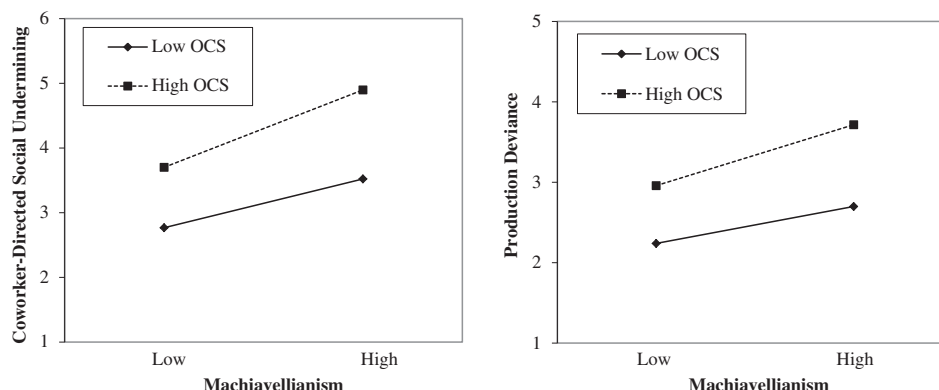 Coworker-Directed Social Undermining
6
5
4
3
2
1
Low OCS
High OCS
Low
High
Machiavellianism
Production Deviance
5
4
3
2
1
Low OCS
High OCS
Low
High
Machiavellianism